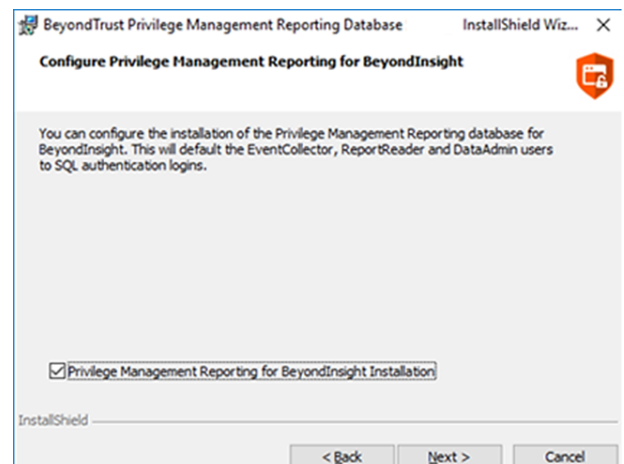 BeyondTrust Privilege Management Reporting Database InstallShield Wiz...
Configure Privilege Management Reporting for BeyondInsight
You can configure the installation of the Privilege Management Reporting database for
BeyondInsight. This will default the EventCollector, ReportReader and DataAdmin users
to SQL authentication logins.
Privilege Management Reporting for BeyondInsight Installation
InstallShield
< Back Next > Cancel